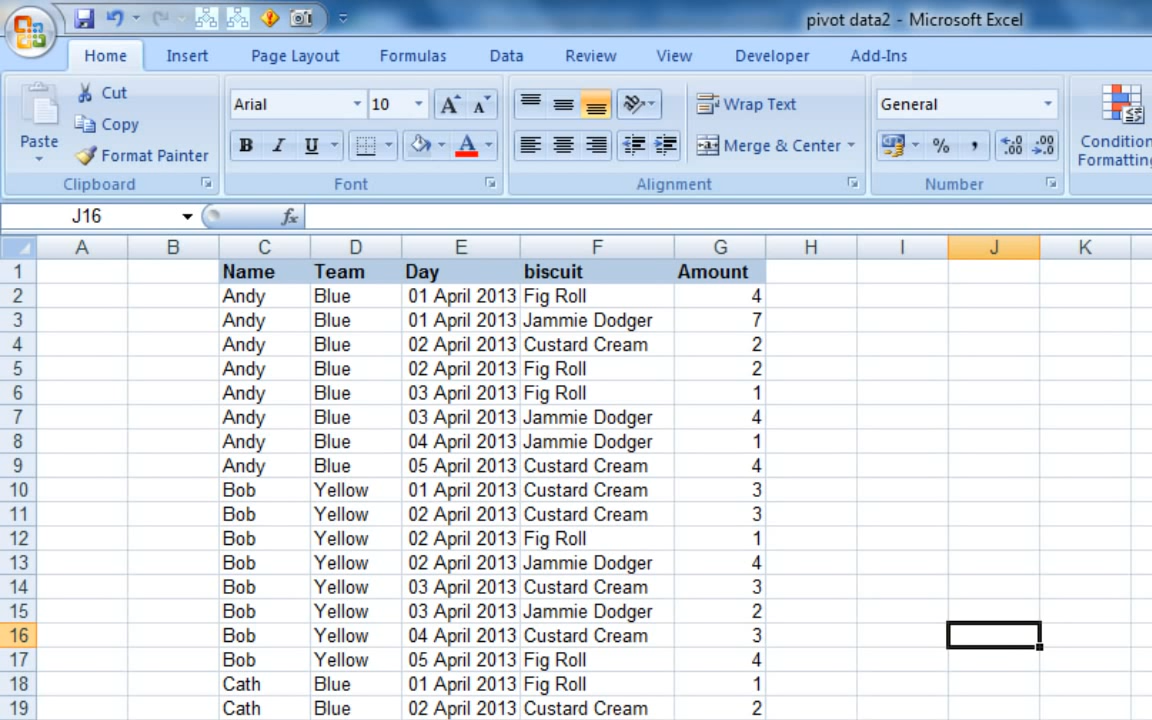 pivot data2 - Microsoft Excel
Home Insert Page Layout Formulas Data Review View Developer Add-Ins
Paste
Cut
Copy
Format Painter
Clipboard
Arial 10 A A
B I U A
Font
Wrap Text
Merge & Center
Alignment
General
% , .00 .00
Number
Condition
Formatting
J16 fx
A B C D E F G H I J K
1 Name Team Day biscuit Amount
2 Andy Blue 01 April 2013 Fig Roll 4
3 Andy Blue 01 April 2013 Jammie Dodger 7
4 Andy Blue 02 April 2013 Custard Cream 2
5 Andy Blue 02 April 2013 Fig Roll 2
6 Andy Blue 03 April 2013 Fig Roll 1
7 Andy Blue 03 April 2013 Jammie Dodger 4
8 Andy Blue 04 April 2013 Jammie Dodger 1
9 Andy Blue 05 April 2013 Custard Cream 4
10 Bob Yellow 01 April 2013 Custard Cream 3
11 Bob Yellow 02 April 2013 Custard Cream 3
12 Bob Yellow 02 April 2013 Fig Roll 1
13 Bob Yellow 02 April 2013 Jammie Dodger 4
14 Bob Yellow 03 April 2013 Custard Cream 3
15 Bob Yellow 03 April 2013 Jammie Dodger 2
16 Bob Yellow 04 April 2013 Custard Cream 3
17 Bob Yellow 05 April 2013 Fig Roll 4
18 Cath Blue 01 April 2013 Fig Roll 1
19 Cath Blue 02 April 2013 Custard Cream 2